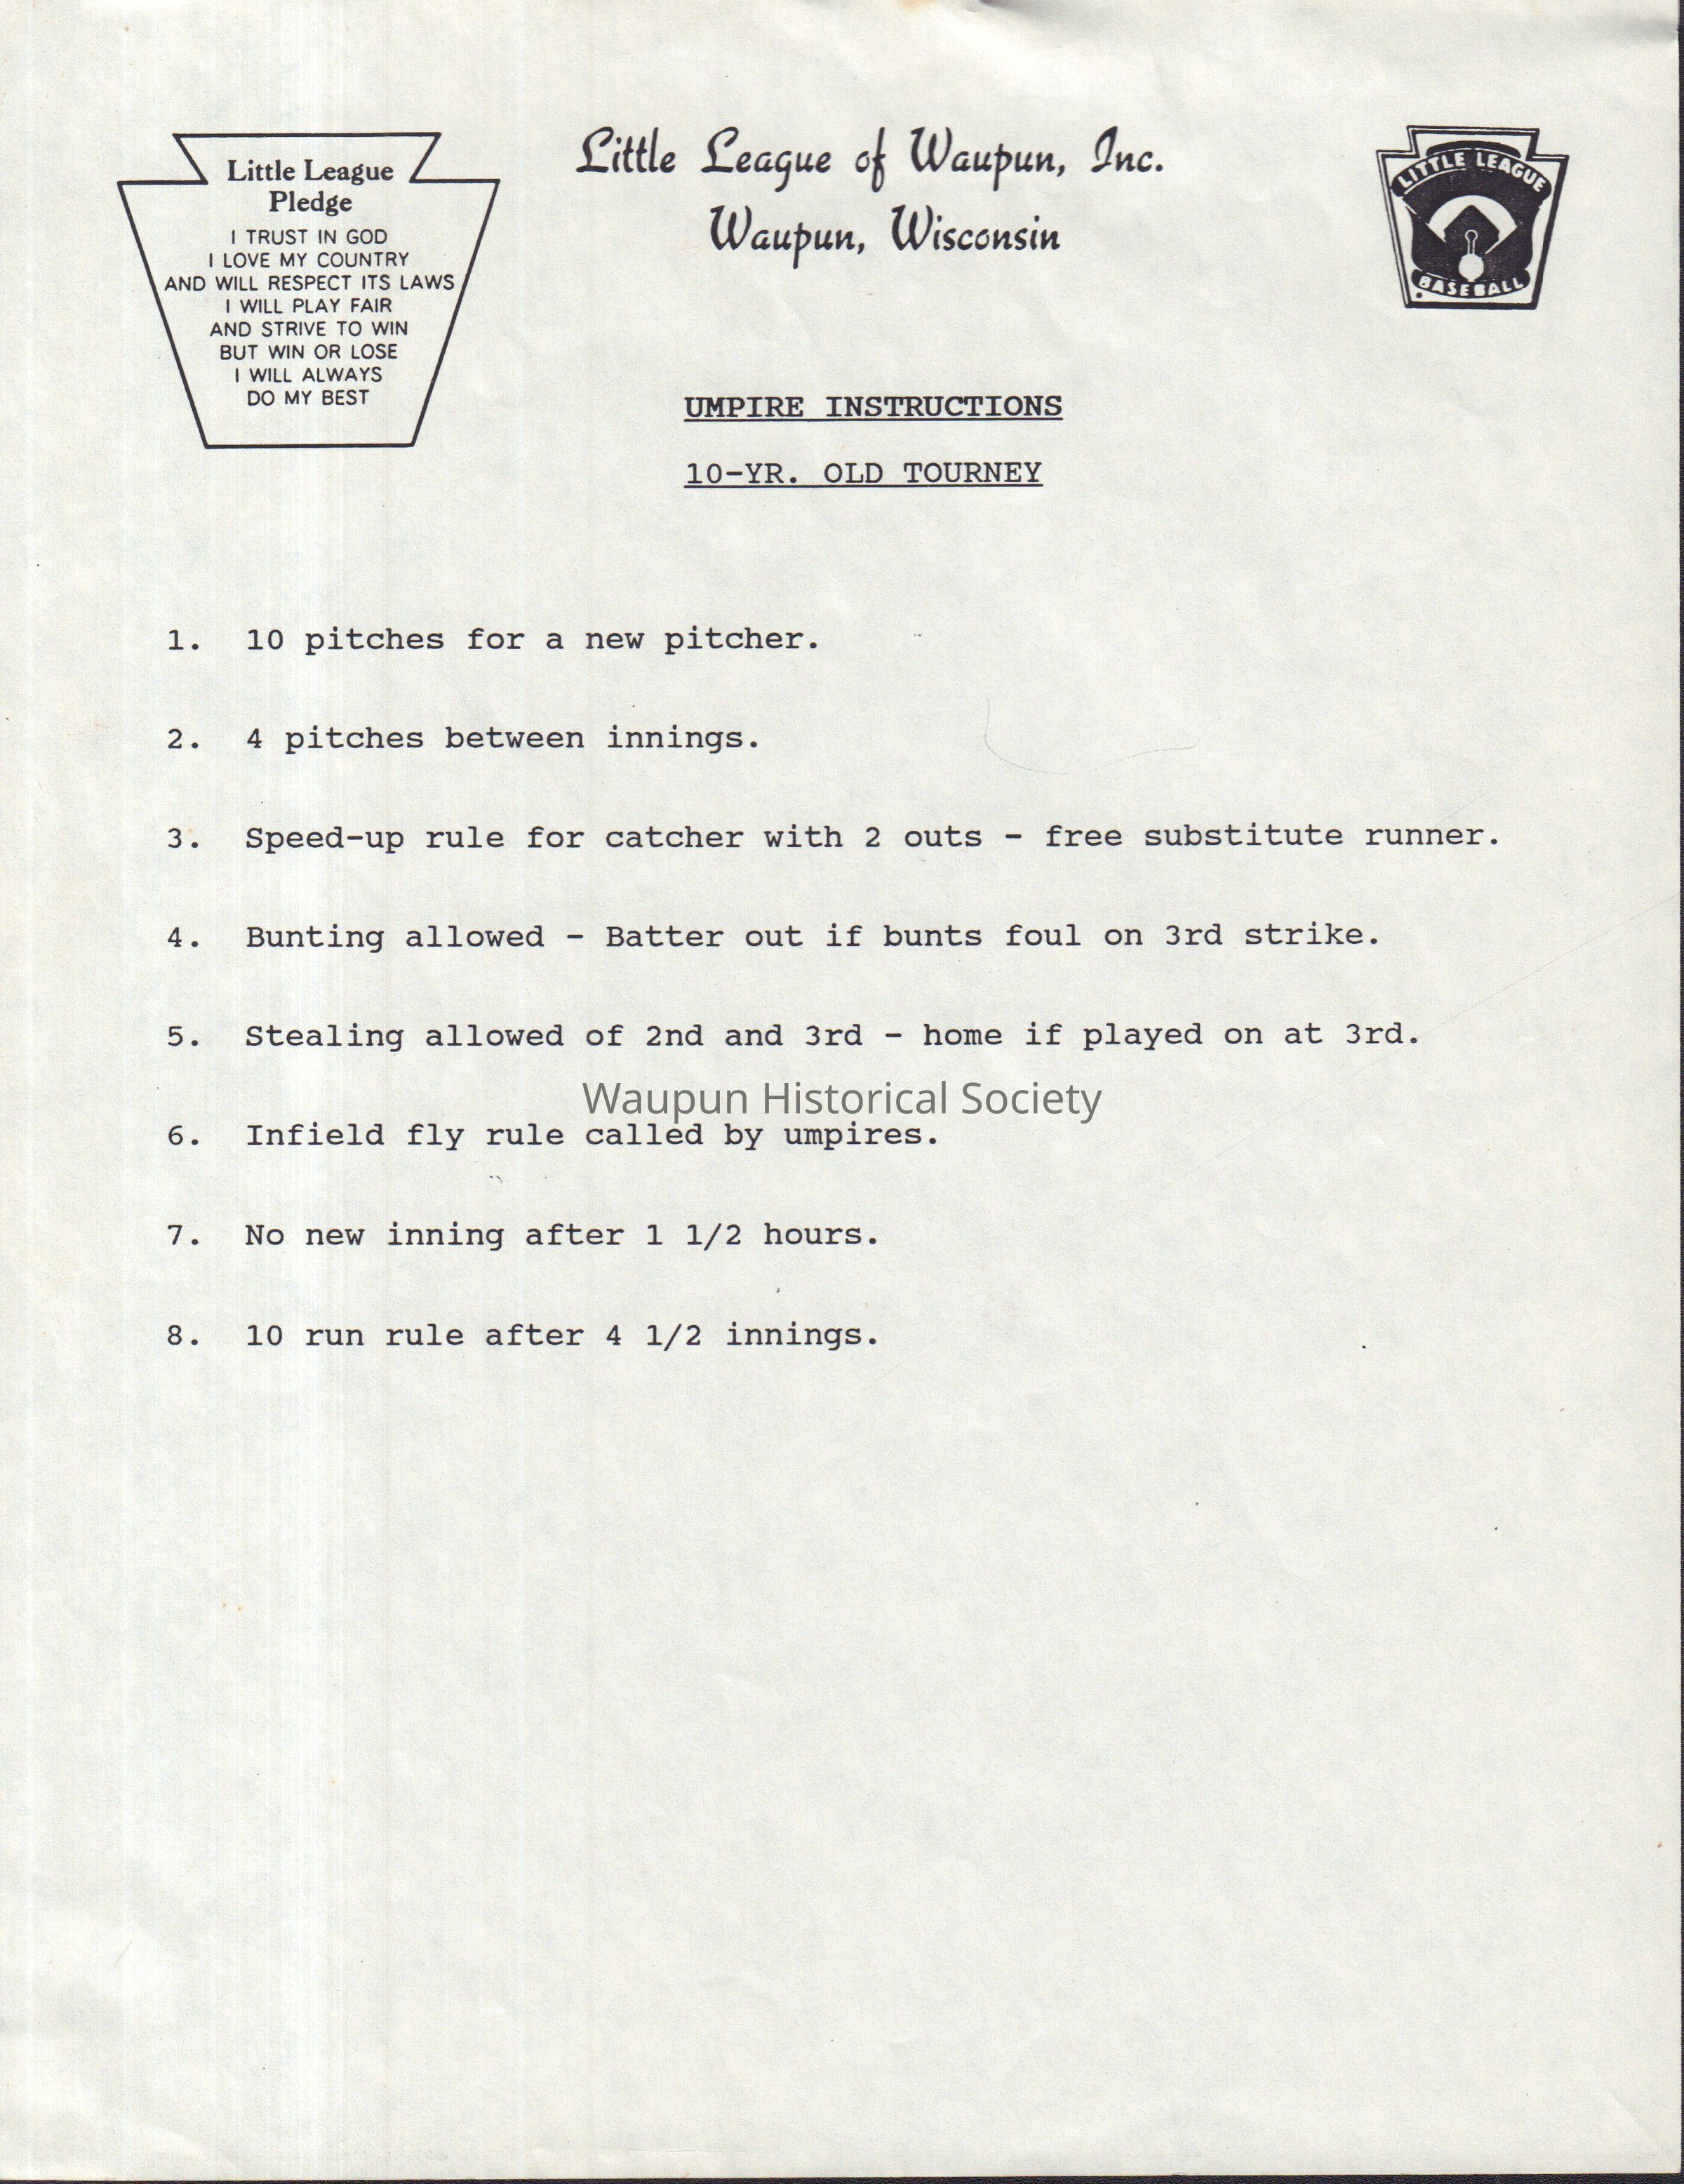 Little League
Pledge
I TRUST IN GOD
I LOVE MY COUNTRY
AND WILL RESPECT ITS LAWS
I WILL PLAY FAIR
AND STRIVE TO WIN
BUT WIN OR LOSE
I WILL ALWAYS
DO MY BEST
Little League of Waupun, Inc.
Waupun, Wisconsin
LITTLE LEAGUE
BASEBALL
UMPIRE INSTRUCTIONS
10-YR. OLD TOURNEY
1. 10 pitches for a new pitcher.
2. 4 pitches between innings.
3. Speed-up rule for catcher with 2 outs - free substitute runner.
4. Bunting allowed - Batter out if bunts foul on 3rd strike.
5. Stealing allowed of 2nd and 3rd - home if played on at 3rd.
Waupun Historical Society
6. Infield fly rule called by umpires.
7. No new inning after 1 1/2 hours.
8. 10 run rule after 4 1/2 innings.